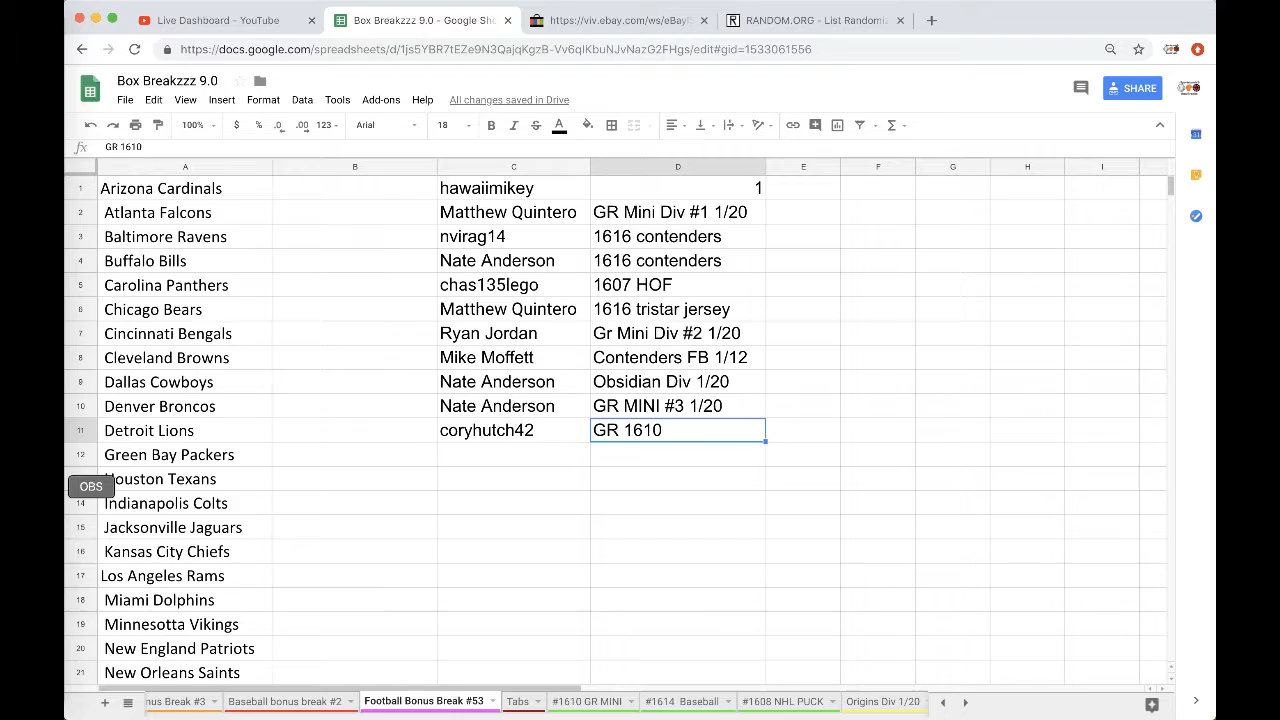 Live Dashboard - YouTube
Box Breakzzz 9.0 - Google She
https://viv.ebay.com/ws/eBayI
RANDOM.ORG - List Randomi
https://docs.google.com/spreadsheets/d/1js5YBR7tEZe9N3QajqKgzB-Vv6qlKbuNJvNazG2FHgs/edit#gid=1533061556
Box Breakzzz 9.0
File Edit View Insert Format Data Tools Add-ons Help All changes saved in Drive
SHARE
100% $ % .0 .00 123 Arial 18 B I S A
fx GR 1610
A B C D E F G H I
1 Arizona Cardinals hawaiimikey 1
2 Atlanta Falcons Matthew Quintero GR Mini Div #1 1/20
3 Baltimore Ravens nvirag14 1616 contenders
4 Buffalo Bills Nate Anderson 1616 contenders
5 Carolina Panthers chas135lego 1607 HOF
6 Chicago Bears Matthew Quintero 1616 tristar jersey
7 Cincinnati Bengals Ryan Jordan Gr Mini Div #2 1/20
8 Cleveland Browns Mike Moffett Contenders FB 1/12
9 Dallas Cowboys Nate Anderson Obsidian Div 1/20
10 Denver Broncos Nate Anderson GR MINI #3 1/20
11 Detroit Lions coryhutch42 GR 1610
12 Green Bay Packers
Houston Texans
OBS
14 Indianapolis Colts
15 Jacksonville Jaguars
16 Kansas City Chiefs
17 Los Angeles Rams
18 Miami Dolphins
19 Minnesotta Vikings
20 New England Patriots
21 New Orleans Saints
nus Break #3 Baseball bonus break #2 Football Bonus Break #53 Tabs #1610 GR MINI #1614 Baseball #1608 NHL PUCK Origins Div 1/20